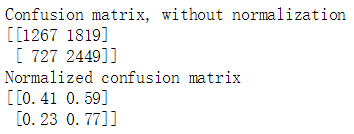 Confusion matrix, without normalization
[[1267 1819]
 [ 727 2449]]
Normalized confusion matrix
[[0.41 0.59]
 [0.23 0.77]]